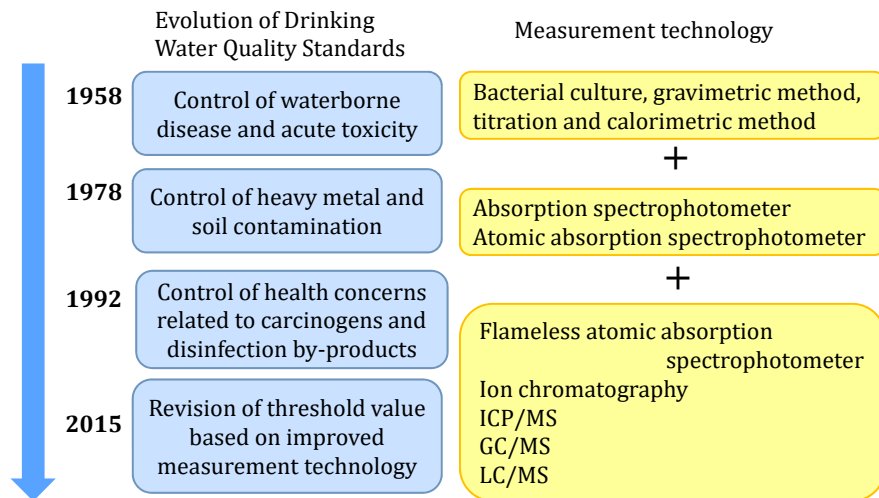 Evolution of Drinking
Water Quality Standards
Measurement technology
1958
Control of waterborne
disease and acute toxicity
Bacterial culture, gravimetric method,
titration and calorimetric method
+
1978
Control of heavy metal and
soil contamination
Absorption spectrophotometer
Atomic absorption spectrophotometer
+
1992
Control of health concerns
related to carcinogens and
disinfection by-products
Flameless atomic absorption
spectrophotometer
Ion chromatography
ICP/MS
GC/MS
LC/MS
2015
Revision of threshold value
based on improved
measurement technology